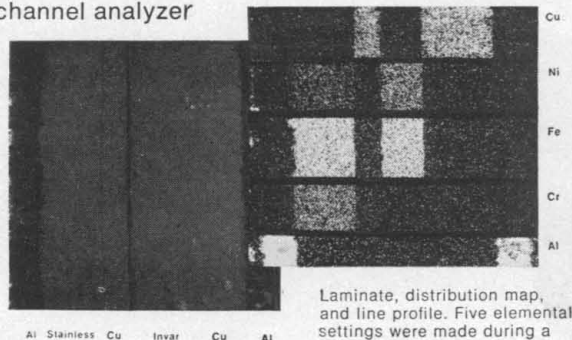 channel analyzer
Cu
Ni
Fe
Cr
Al
Al Stainless Cu Invar Cu Al
Laminate, distribution map,
and line profile. Five elemental
settings were made during a